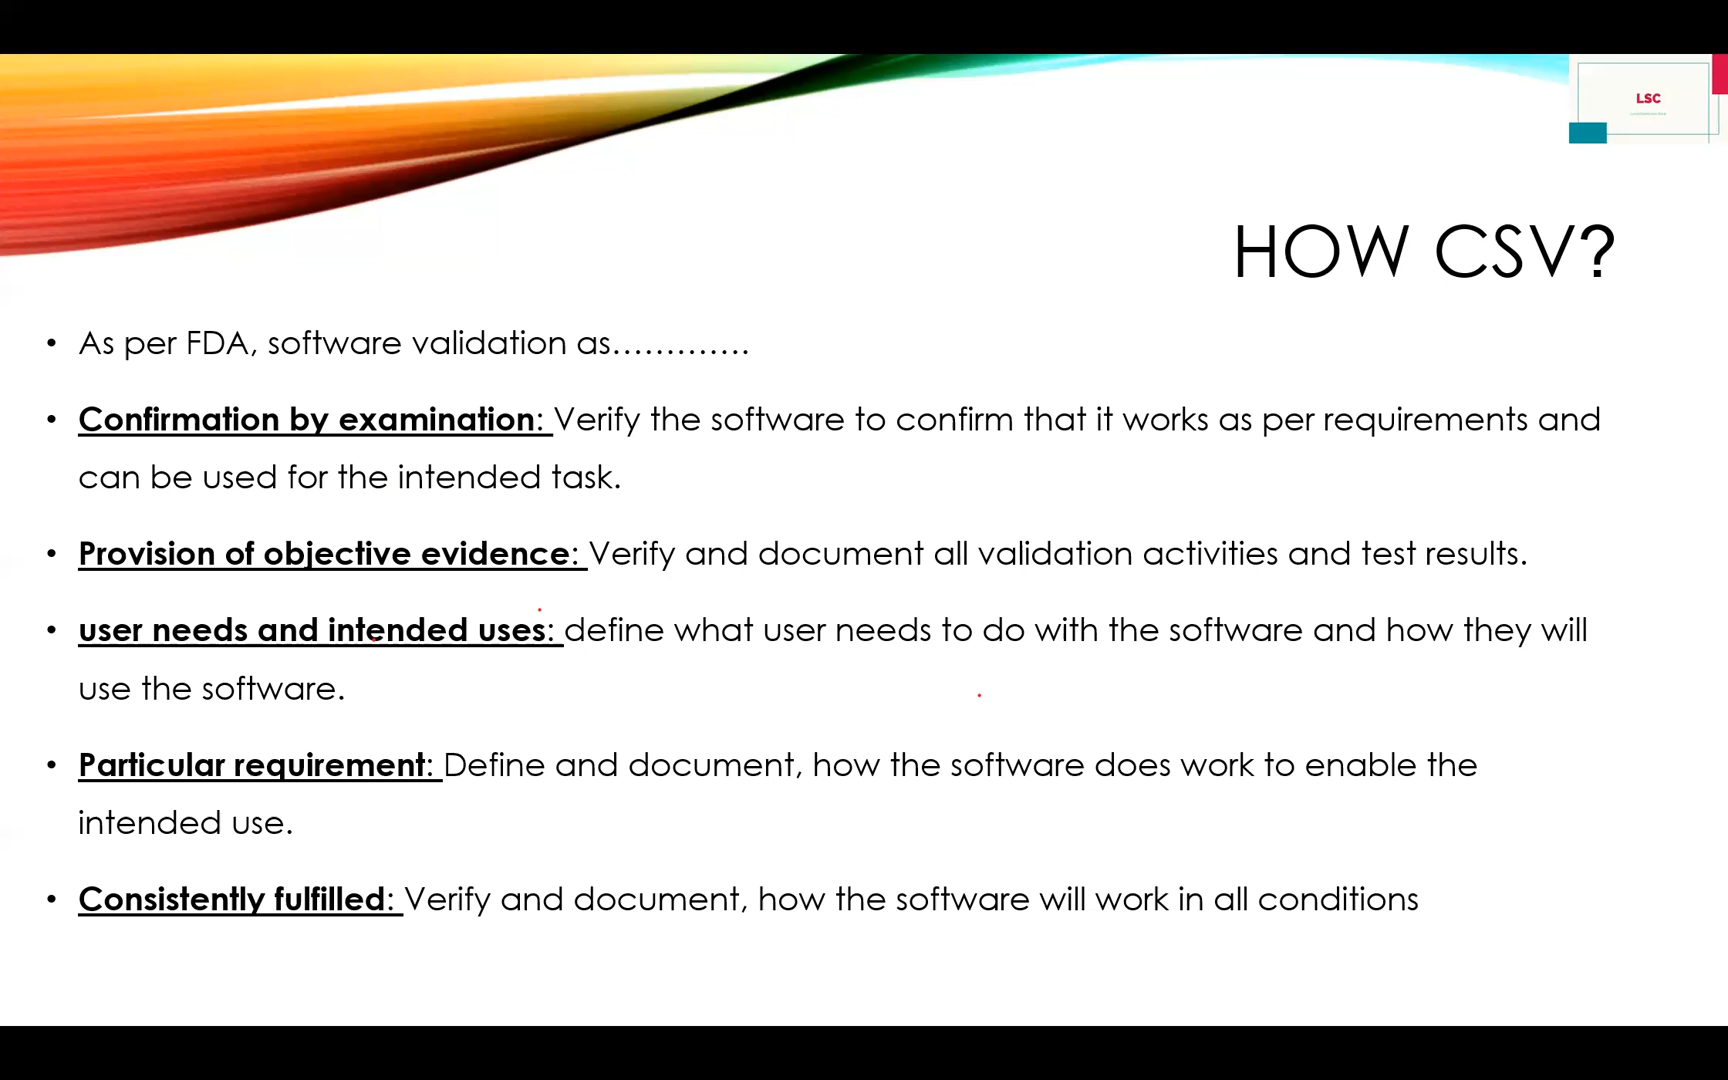 LSC
HOW CSV?
• As per FDA, software validation as………….
• Confirmation by examination: Verify the software to confirm that it works as per requirements and
can be used for the intended task.
• Provision of objective evidence: Verify and document all validation activities and test results.
• user needs and intended uses: define what user needs to do with the software and how they will
use the software.
• Particular requirement: Define and document, how the software does work to enable the
intended use.
• Consistently fulfilled: Verify and document, how the software will work in all conditions